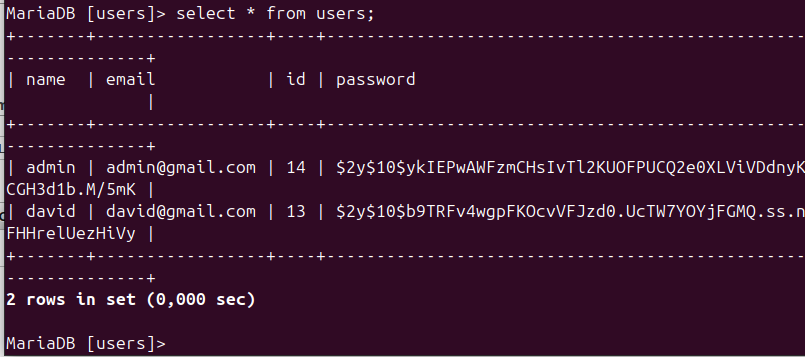 MariaDB [users]> select * from users;
+-------+-----------------+----+------------------------------------------------
---------------+
| name  | email           | id | password
               |
+-------+-----------------+----+------------------------------------------------
---------------+
| admin | admin@gmail.com | 14 | $2y$10$ykIEPwAWFzmCHsIvTl2KUOFPUCQ2e0XLViVDdnyK
CGH3d1b.M/5mK |
| david | david@gmail.com | 13 | $2y$10$b9TRFv4wgpFKOcvVFJzd0.UcTW7YOYjFGMQ.ss.n
FHHrelUezHiVy |
+-------+-----------------+----+------------------------------------------------
---------------+
2 rows in set (0,000 sec)
MariaDB [users]>